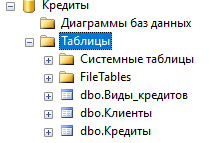 Кредиты
Диаграммы баз данных
Таблицы
Системные таблицы
FileTables
dbo.Виды_кредитов
dbo.Клиенты
dbo.Кредиты